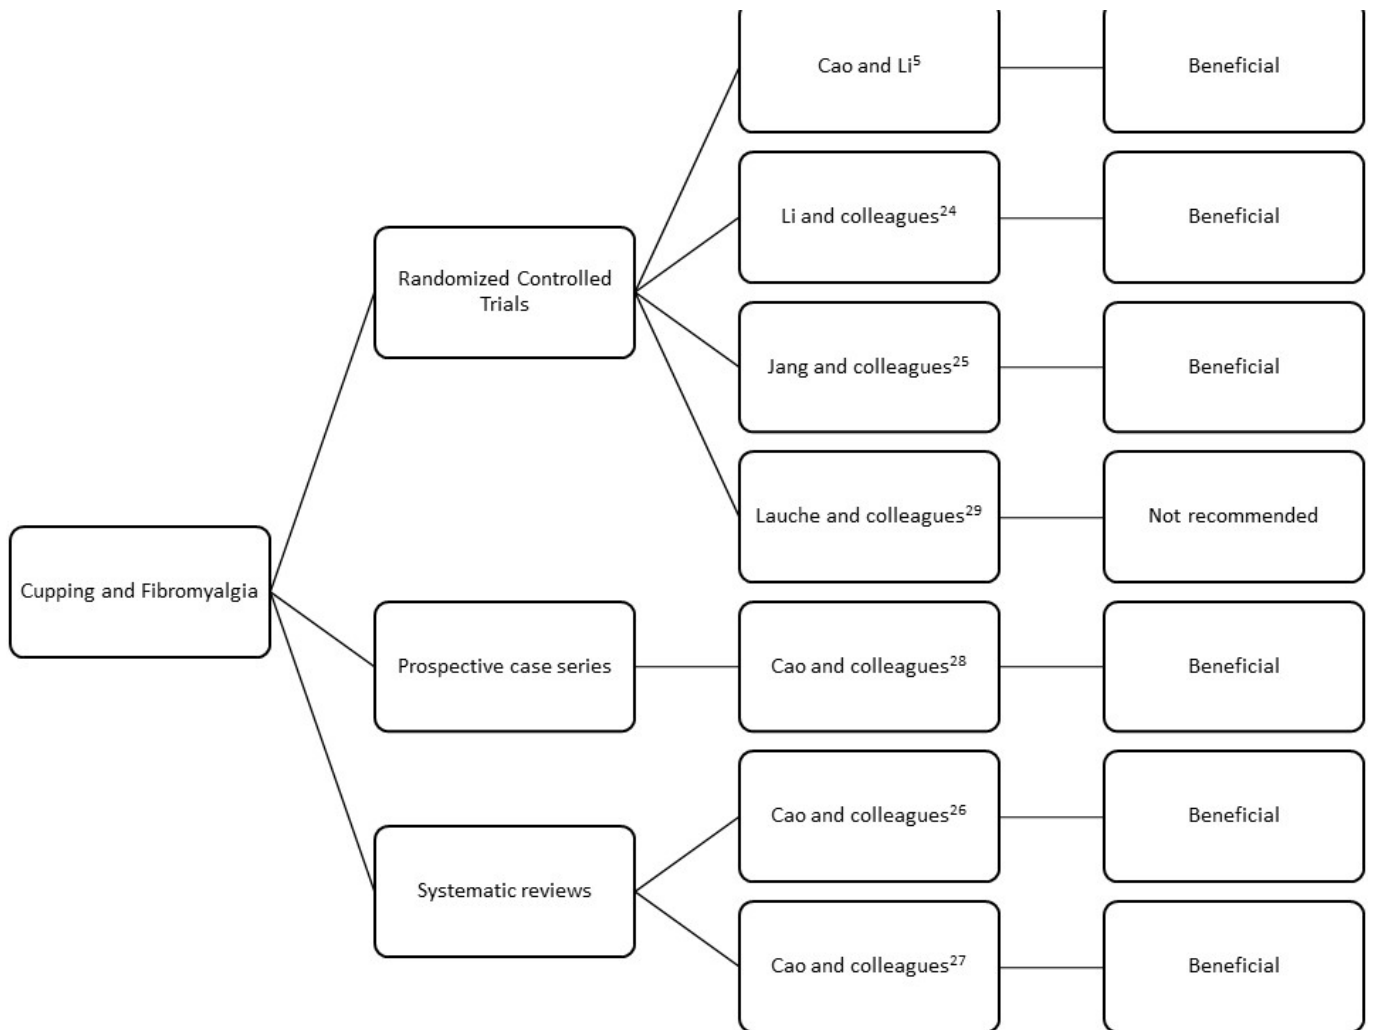 Cao and Li⁵
Beneficial
Li and colleagues²⁴
Beneficial
Randomized Controlled
Trials
Jang and colleagues²⁵
Beneficial
Lauche and colleagues²⁹
Not recommended
Cupping and Fibromyalgia
Prospective case series
Cao and colleagues²⁸
Beneficial
Cao and colleagues²⁶
Beneficial
Systematic reviews
Cao and colleagues²⁷
Beneficial